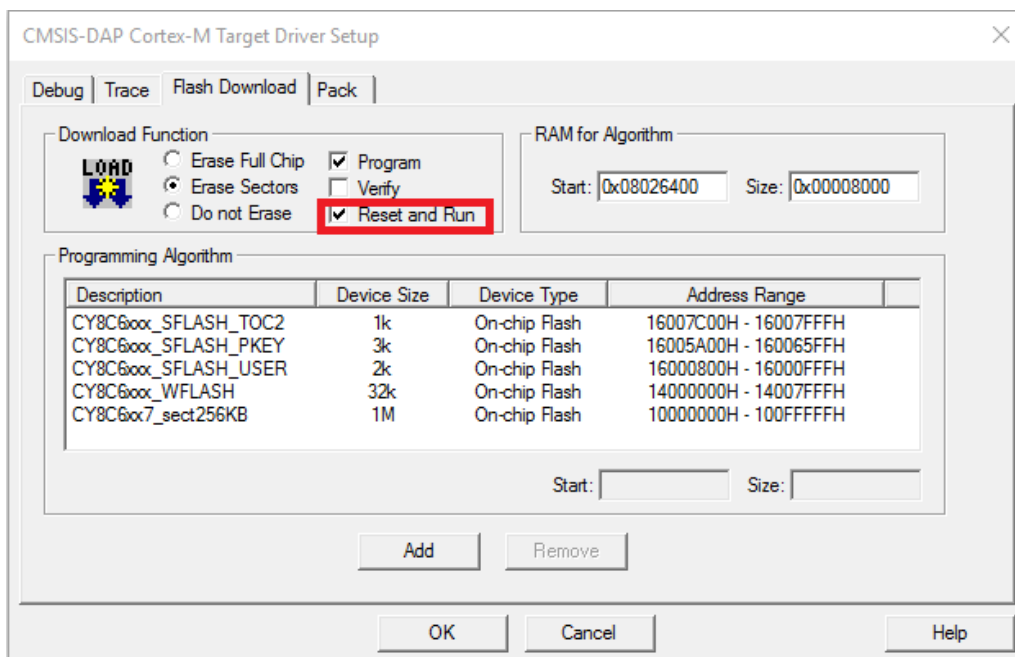 CMSIS-DAP Cortex-M Target Driver Setup
Debug Trace Flash Download Pack
Download Function
LOAD
Erase Full Chip
Erase Sectors
Do not Erase
Program
Verify
Reset and Run
RAM for Algorithm
Start: 0x08026400 Size: 0x00008000
Programming Algorithm
Description Device Size Device Type Address Range
CY8C6xxx_SFLASH_TOC2 1k On-chip Flash 16007C00H - 16007FFFH
CY8C6xxx_SFLASH_PKEY 3k On-chip Flash 16005A00H - 160065FFH
CY8C6xxx_SFLASH_USER 2k On-chip Flash 16000800H - 16000FFFH
CY8C6xxx_WFLASH 32k On-chip Flash 14000000H - 14007FFFH
CY8C6xx7_sect256KB 1M On-chip Flash 10000000H - 100FFFFFH
Start: Size:
Add Remove
OK Cancel Help